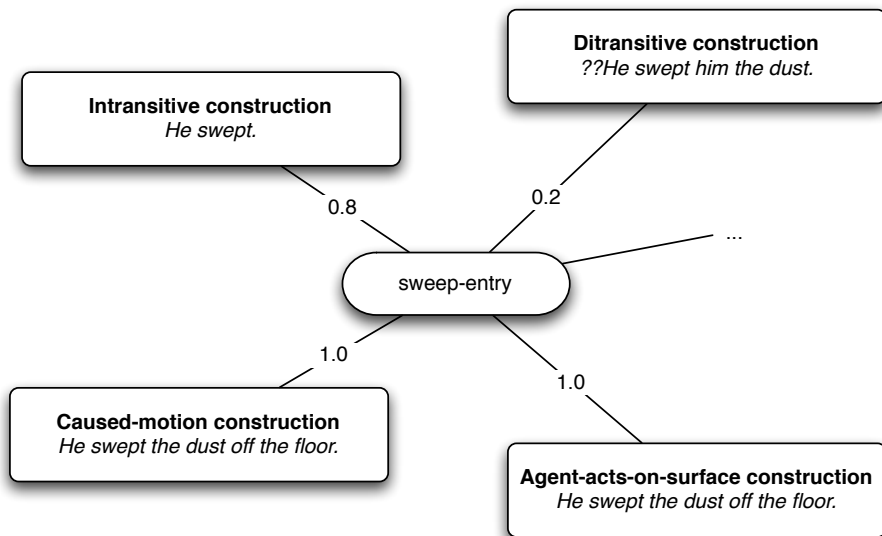 Ditransitive construction
??He swept him the dust.
Intransitive construction
He swept.
0.8
0.2
...
sweep-entry
1.0
1.0
Caused-motion construction
He swept the dust off the floor.
Agent-acts-on-surface construction
He swept the dust off the floor.